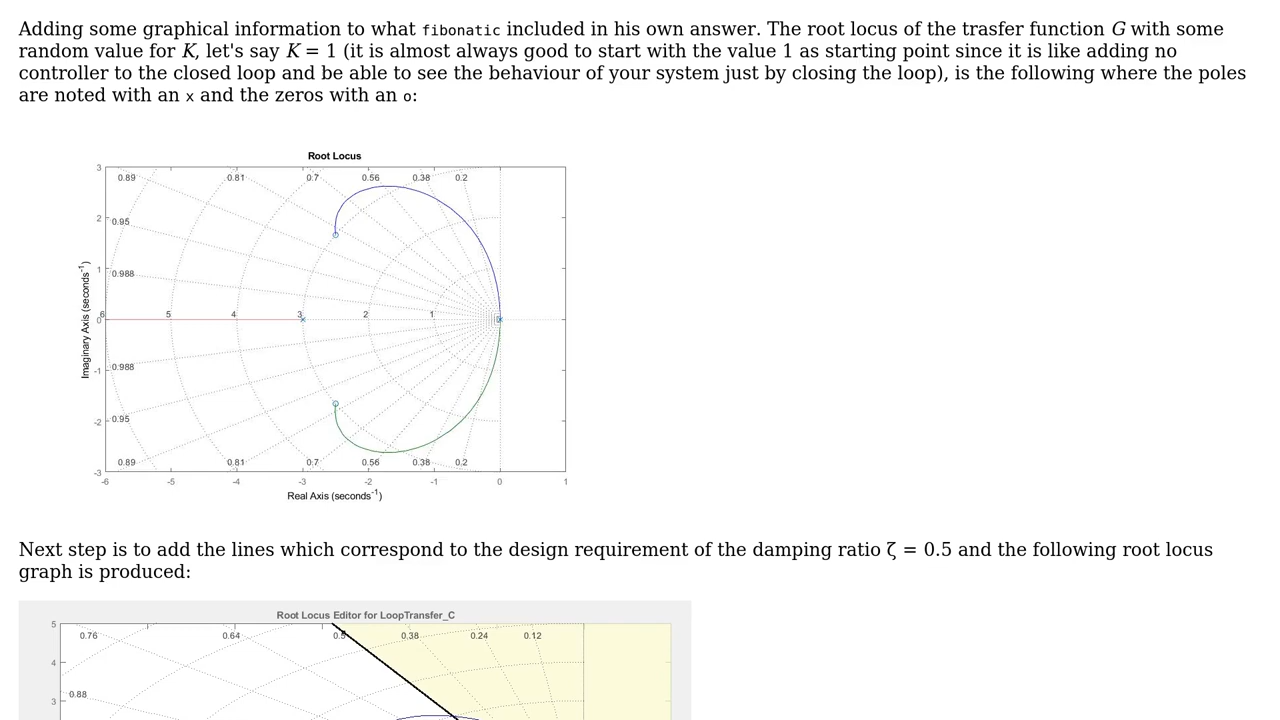 Adding some graphical information to what fibonatic included in his own answer. The root locus of the trasfer function G with some
random value for K, let's say K = 1 (it is almost always good to start with the value 1 as starting point since it is like adding no
controller to the closed loop and be able to see the behaviour of your system just by closing the loop), is the following where the poles
are noted with an x and the zeros with an o:
Root Locus
3
0.89 0.81 0.7 0.56 0.38 0.2
2 0.95
1 0.988
Imaginary Axis (seconds-1)
6 5 4 3 2 1
0
-1 0.988
-2 0.95
0.89 0.81 0.7 0.56 0.38 0.2
-3
-6 -5 -4 -3 -2 -1 0 1
Real Axis (seconds-1)
Next step is to add the lines which correspond to the design requirement of the damping ratio ζ = 0.5 and the following root locus
graph is produced:
Root Locus Editor for LoopTransfer_C
5
0.76 0.64 0.5 0.38 0.24 0.12
4
0.88
3